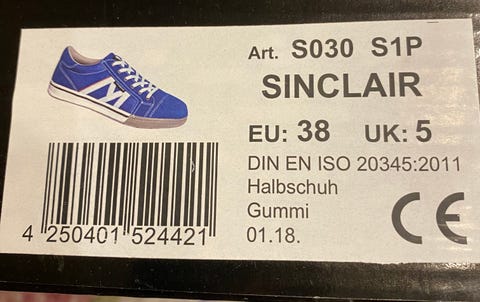 Art. S030 S1P
SINCLAIR
EU: 38 UK: 5
DIN EN ISO 20345:2011
Halbschuh
Gummi
01.18.
CE
4 250401 524421